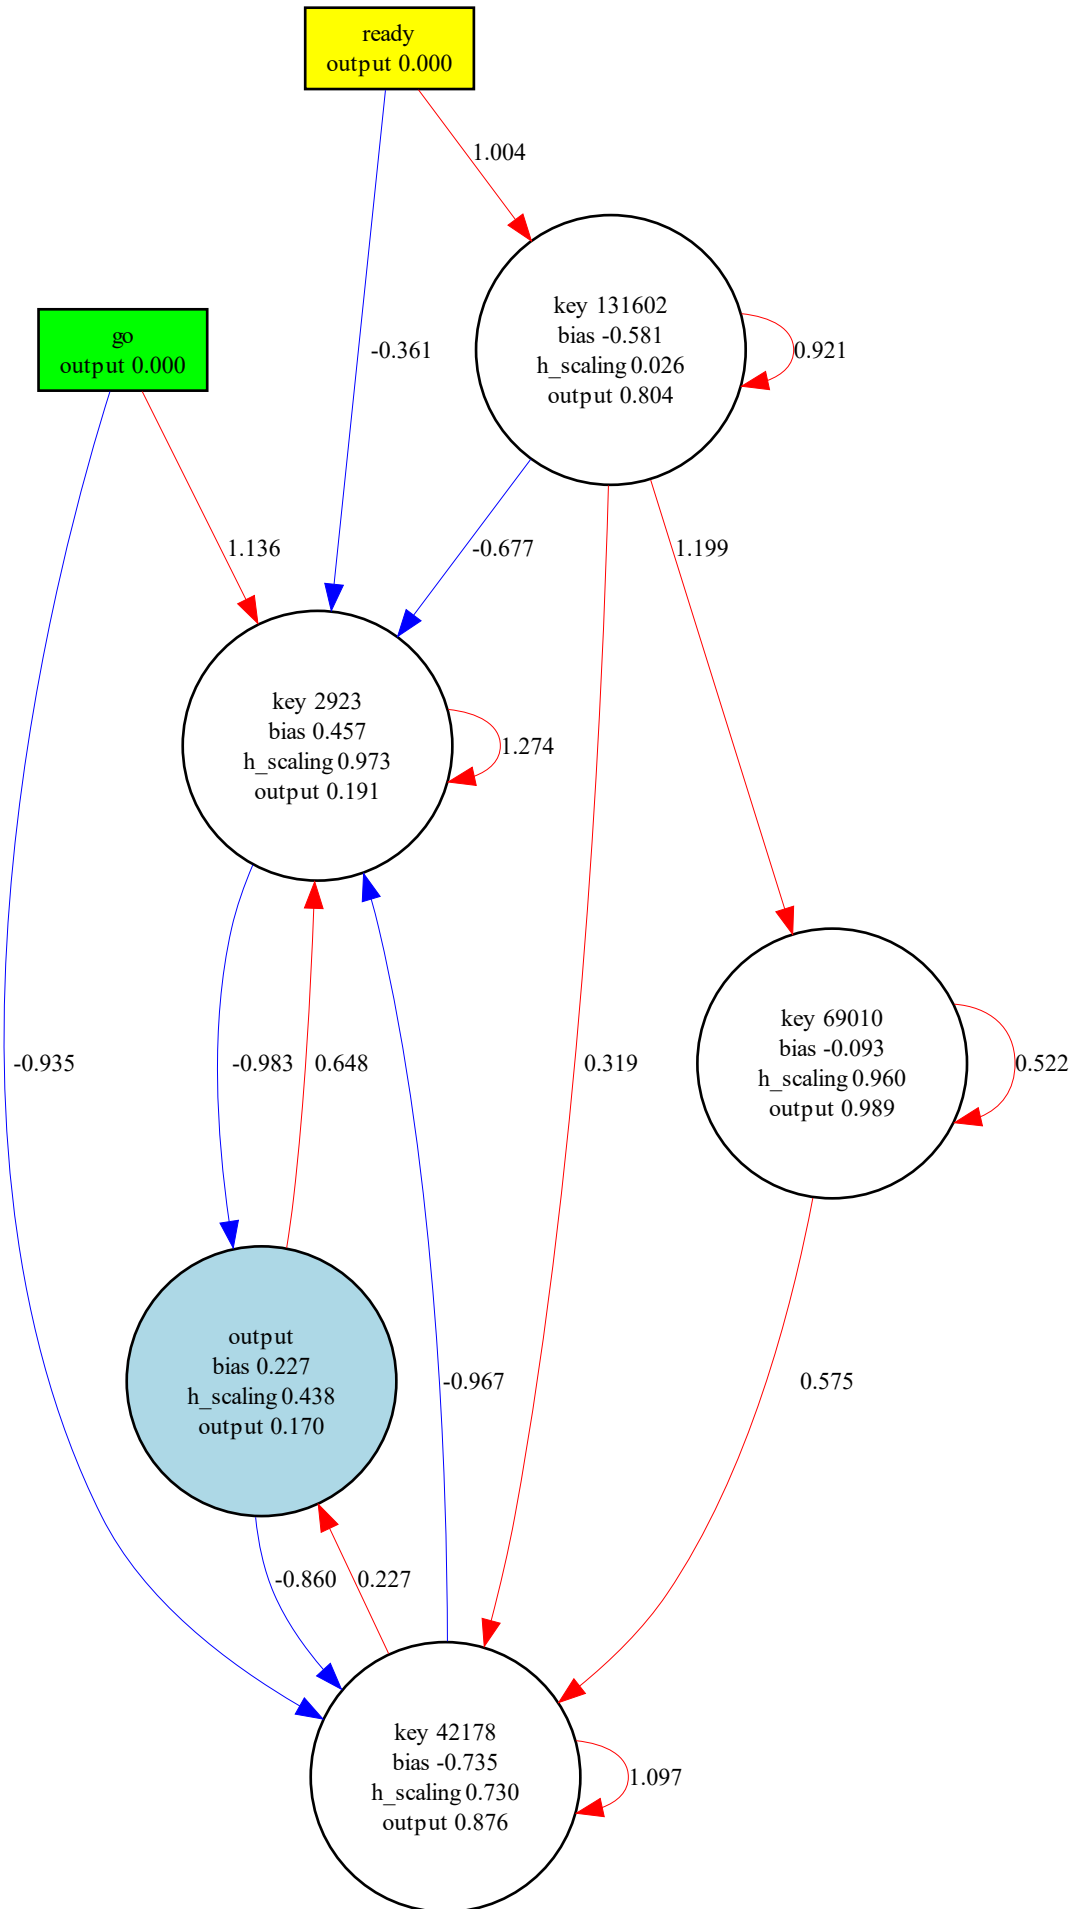 ready
output 0.000
1.004
key 131602
bias -0.581
h_scaling 0.026
output 0.804
0.921
go
output 0.000
-0.361
1.136
-0.677
1.199
key 2923
bias 0.457
h_scaling 0.973
output 0.191
1.274
key 69010
bias -0.093
h_scaling 0.960
output 0.989
0.522
-0.935
-0.983
0.648
0.319
output
bias 0.227
h_scaling 0.438
output 0.170
-0.967
0.575
-0.860
0.227
key 42178
bias -0.735
h_scaling 0.730
output 0.876
1.097